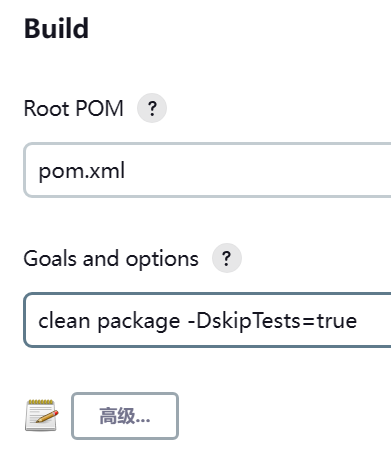 Build
Root POM ?
pom.xml
Goals and options ?
clean package -DskipTests=true
高级...